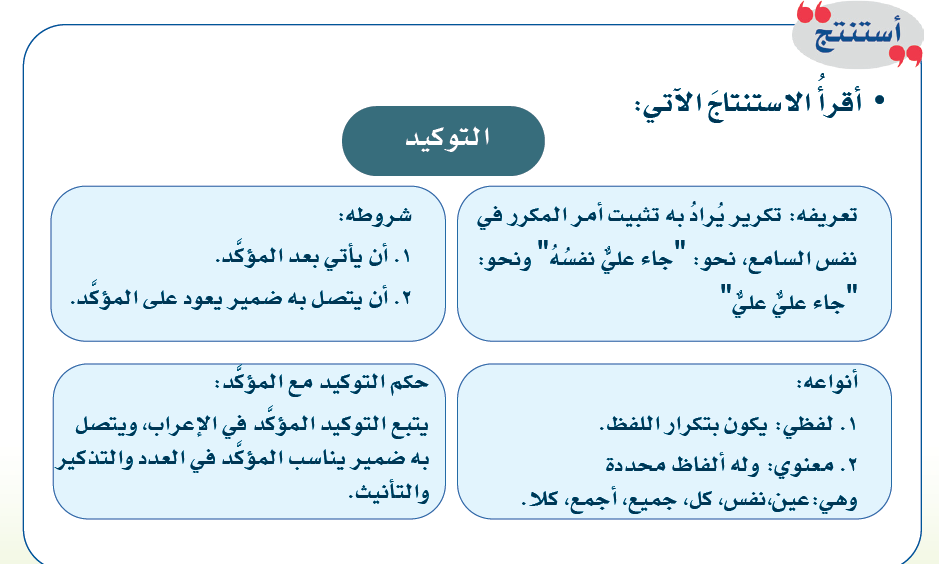 أستنتج
• أقرأُ الاستنتاجَ الآتي:
التوكيد
تعريفه: تكرير يُرادُ به تثبيت أمر المكرر في
نفس السامع، نحو: "جاء عليٌّ نفسُهُ" ونحو:
"جاء عليٌّ عليٌّ"
شروطه:
١. أن يأتي بعد المؤكَّد.
٢. أن يتصل به ضمير يعود على المؤكَّد.
أنواعه:
١. لفظي: يكون بتكرار اللفظ.
٢. معنوي: وله ألفاظ محددة
وهي:عين،نفس، كل، جميع، أجمع، كلا.
حكم التوكيد مع المؤكَّد:
يتبع التوكيد المؤكَّد في الإعراب، ويتصل
به ضمير يناسب المؤكَّد في العدد والتذكير
والتأنيث.